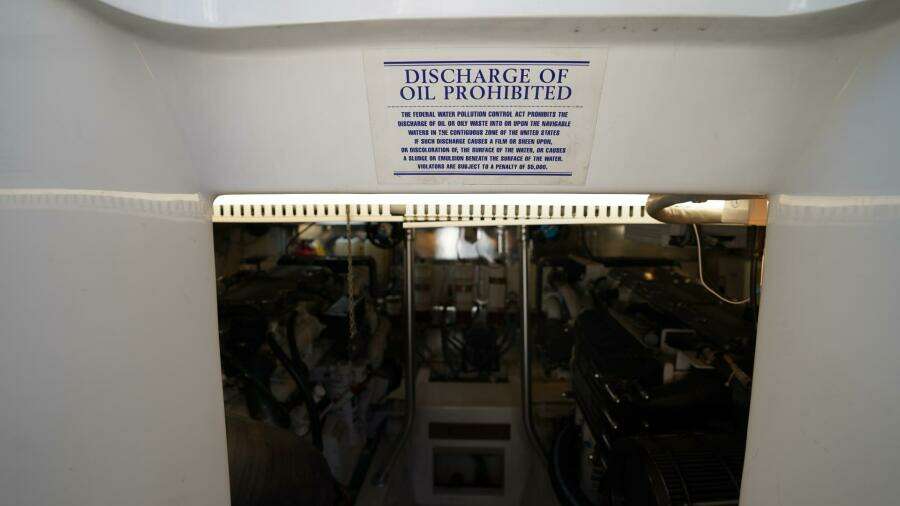 DISCHARGE OF
OIL PROHIBITED
THE FEDERAL WATER POLLUTION CONTROL ACT PROHIBITS THE
DISCHARGE OF OIL OR OILY WASTE INTO OR UPON THE NAVIGABLE
WATERS IN THE CONTIGUOUS ZONE OF THE UNITED STATES
IF SUCH DISCHARGE CAUSES A FILM OR SHEEN UPON,
OR DISCOLORATION OF, THE SURFACE OF THE WATER, OR CAUSES
A SLUDGE OR EMULSION BENEATH THE SURFACE OF THE WATER.
VIOLATORS ARE SUBJECT TO A PENALTY OF $5,000.